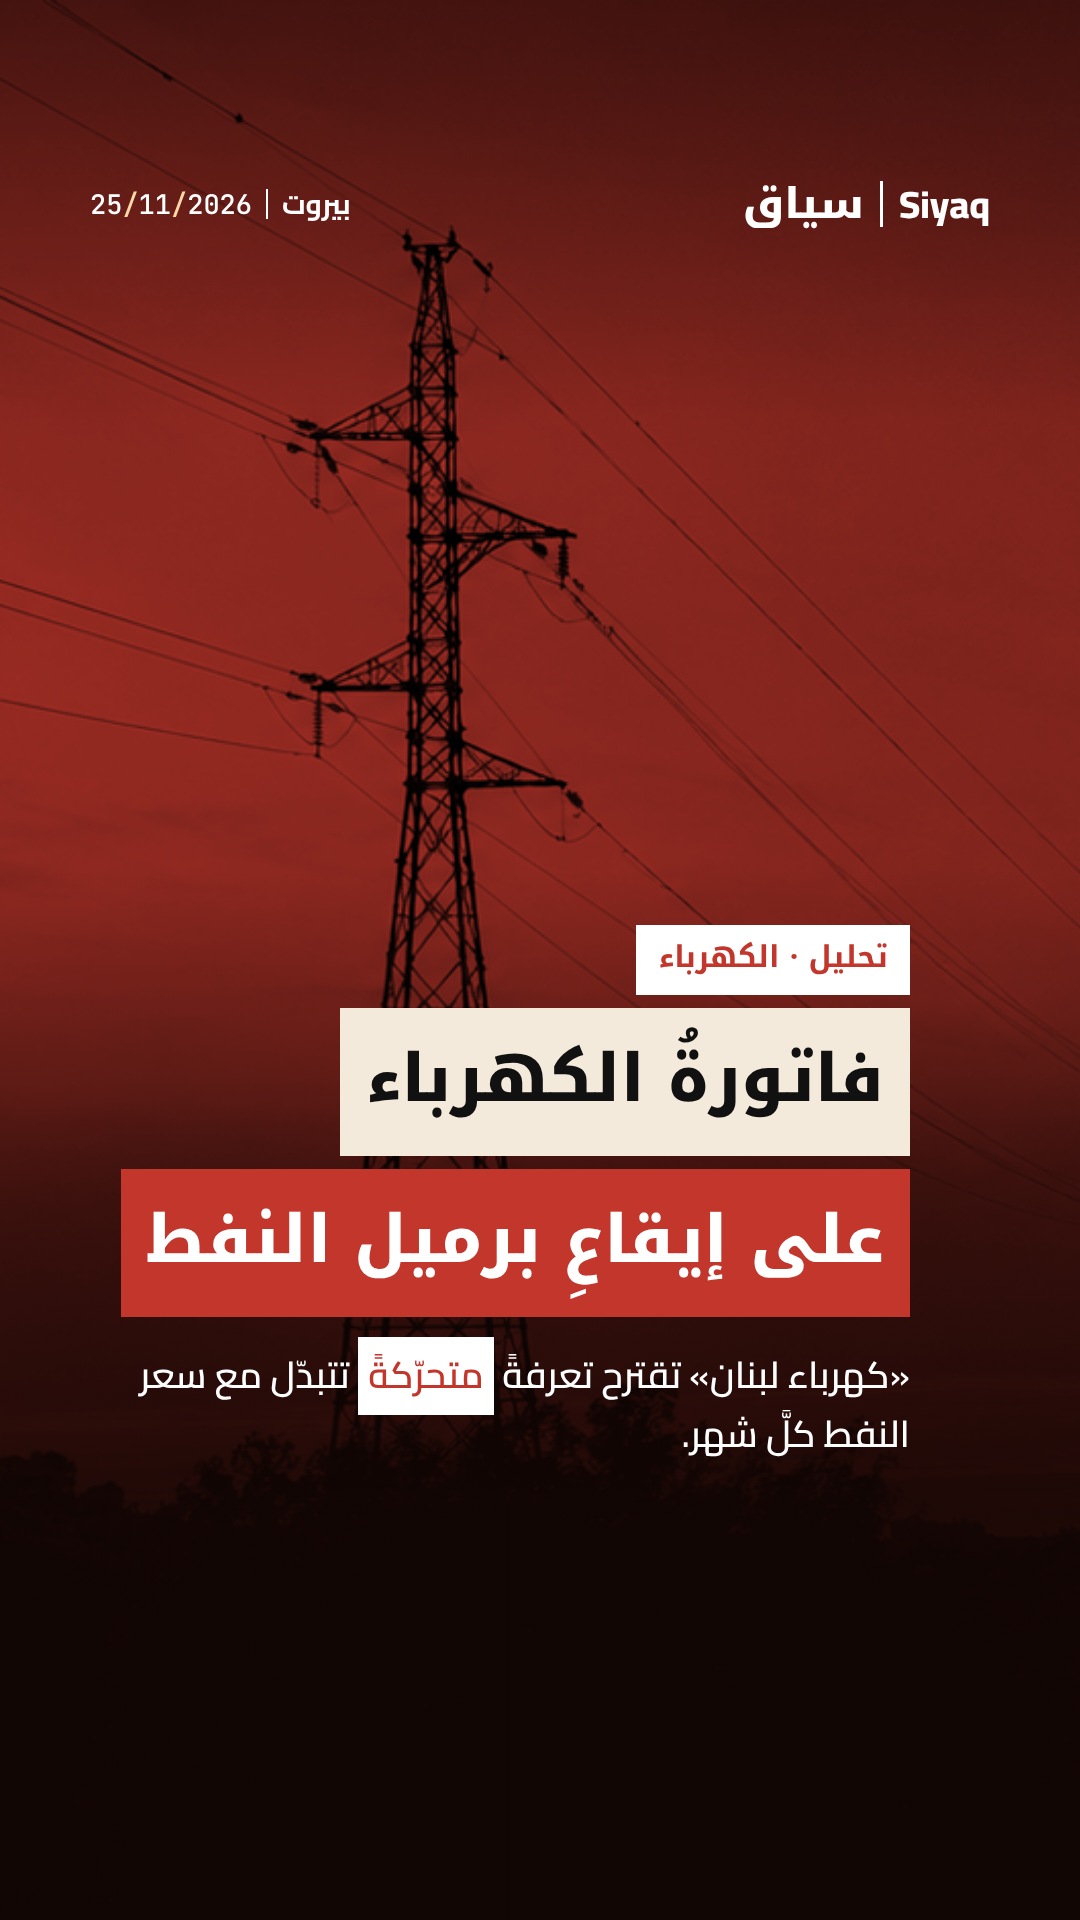 سياق | Siyaq
بيروت | 25/11/2026
تحليل · الكهرباء
فاتورةُ الكهرباء
على إيقاعِ برميل النفط
«كهرباء لبنان» تقترح تعرفةً متحرّكةً تتبدّل مع سعر
النفط كلَّ شهر.